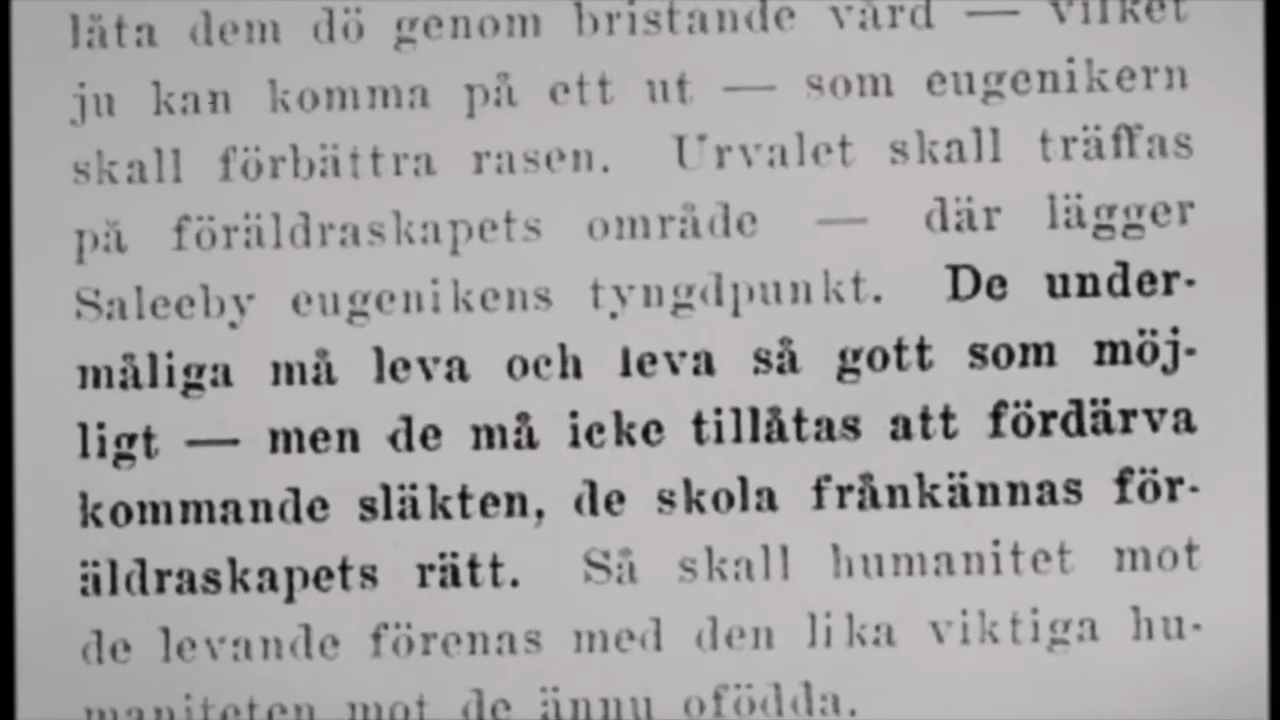 låta dem dö genom bristande vård — vilket
ju kan komma på ett ut — som eugenikern
skall förbättra rasen. Urvalet skall träffas
på föräldraskapets område — där lägger
Saleeby eugenikens tyngdpunkt. De under-
måliga må leva och leva så gott som möj-
ligt — men de må icke tillåtas att fördärva
kommande släkten, de skola frånkännas för-
äldraskapets rätt. Så skall humanitet mot
de levande förenas med den lika viktiga hu-
maniteten mot de ännu ofödda.